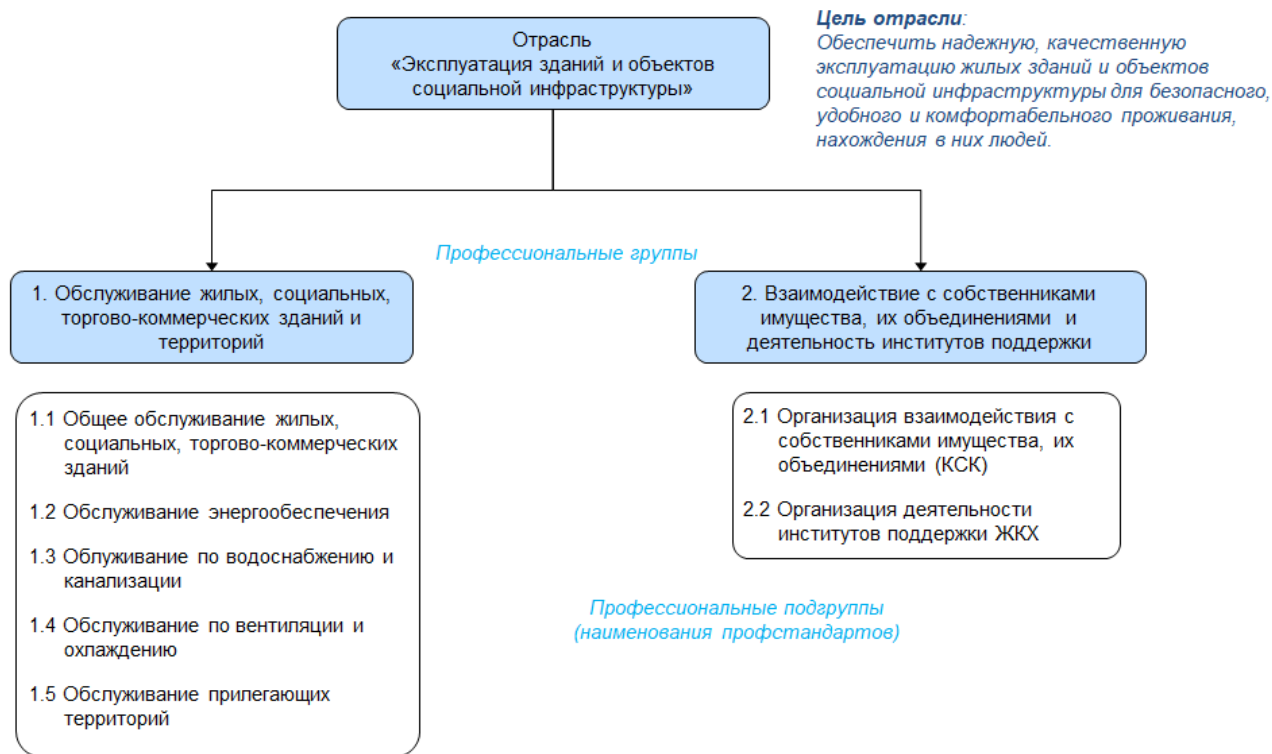 Отрасль
«Эксплуатация зданий и объектов
социальной инфраструктуры»
Цель отрасли:
Обеспечить надежную, качественную
эксплуатацию жилых зданий и объектов
социальной инфраструктуры для безопасного,
удобного и комфортабельного проживания,
нахождения в них людей.
Профессиональные группы
1. Обслуживание жилых, социальных,
торгово-коммерческих зданий и
территорий
2. Взаимодействие с собственниками
имущества, их объединениями и
деятельность институтов поддержки
1.1 Общее обслуживание жилых,
социальных, торгово-коммерческих
зданий
1.2 Обслуживание энергообеспечения
1.3 Облуживание по водоснабжению и
канализации
1.4 Обслуживание по вентиляции и
охлаждению
1.5 Обслуживание прилегающих
территорий
2.1 Организация взаимодействия с
собственниками имущества, их
объединениями (КСК)
2.2 Организация деятельности
институтов поддержки ЖКХ
Профессиональные подгруппы
(наименования профстандартов)